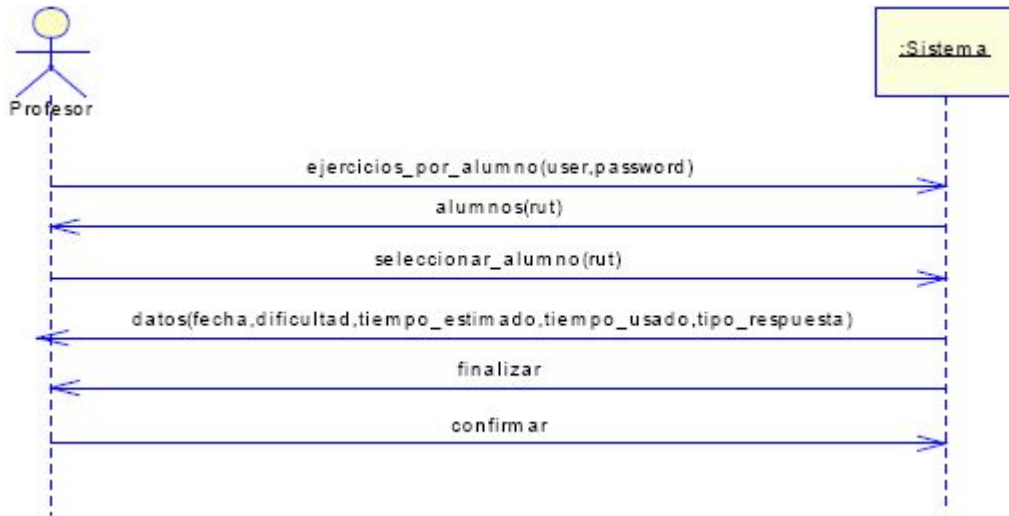 :Sistema
Profesor
ejercicios_por_alumno(user,password)
alumnos(rut)
seleccionar_alumno(rut)
datos(fecha,dificultad,tiempo_estimado,tiempo_usado,tipo_respuesta)
finalizar
confirmar